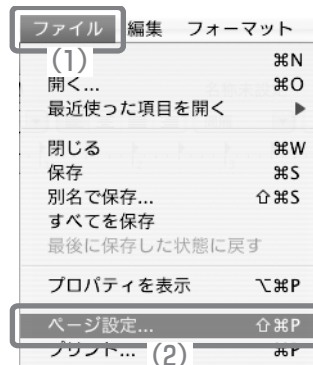 ファイル 編集 フォーマット
(1)
⌘N
開く... ⌘O
最近使った項目を開く ▶
閉じる ⌘W
保存 ⌘S
別名で保存... ⇧⌘S
すべてを保存
最後に保存した状態に戻す
プロパティを表示 ⌥⌘P
ページ設定... ⇧⌘P
プリント... ⌘P
(2)